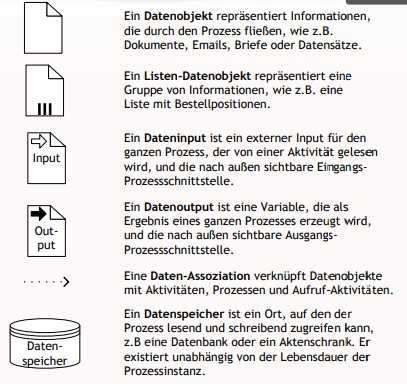 Ein Datenobjekt repräsentiert Informationen,
die durch den Prozess fließen, wie z.B.
Dokumente, Emails, Briefe oder Datensätze.
Ein Listen-Datenobjekt repräsentiert eine
Gruppe von Informationen, wie z.B. eine
Liste mit Bestellpositionen.
Input
Ein Dateninput ist ein externer Input für den
ganzen Prozess, der von einer Aktivität gelesen
wird, und die nach außen sichtbare Eingangs-
Prozessschnittstelle.
Out-
put
Ein Datenoutput ist eine Variable, die als
Ergebnis eines ganzen Prozesses erzeugt wird,
und die nach außen sichtbare Ausgangs-
Prozessschnittstelle.
Eine Daten-Assoziation verknüpft Datenobjekte
mit Aktivitäten, Prozessen und Aufruf-Aktivitäten.
Daten-
speicher
Ein Datenspeicher ist ein Ort, auf den der
Prozess lesend und schreibend zugreifen kann,
z.B eine Datenbank oder ein Aktenschrank. Er
existiert unabhängig von der Lebensdauer der
Prozessinstanz.